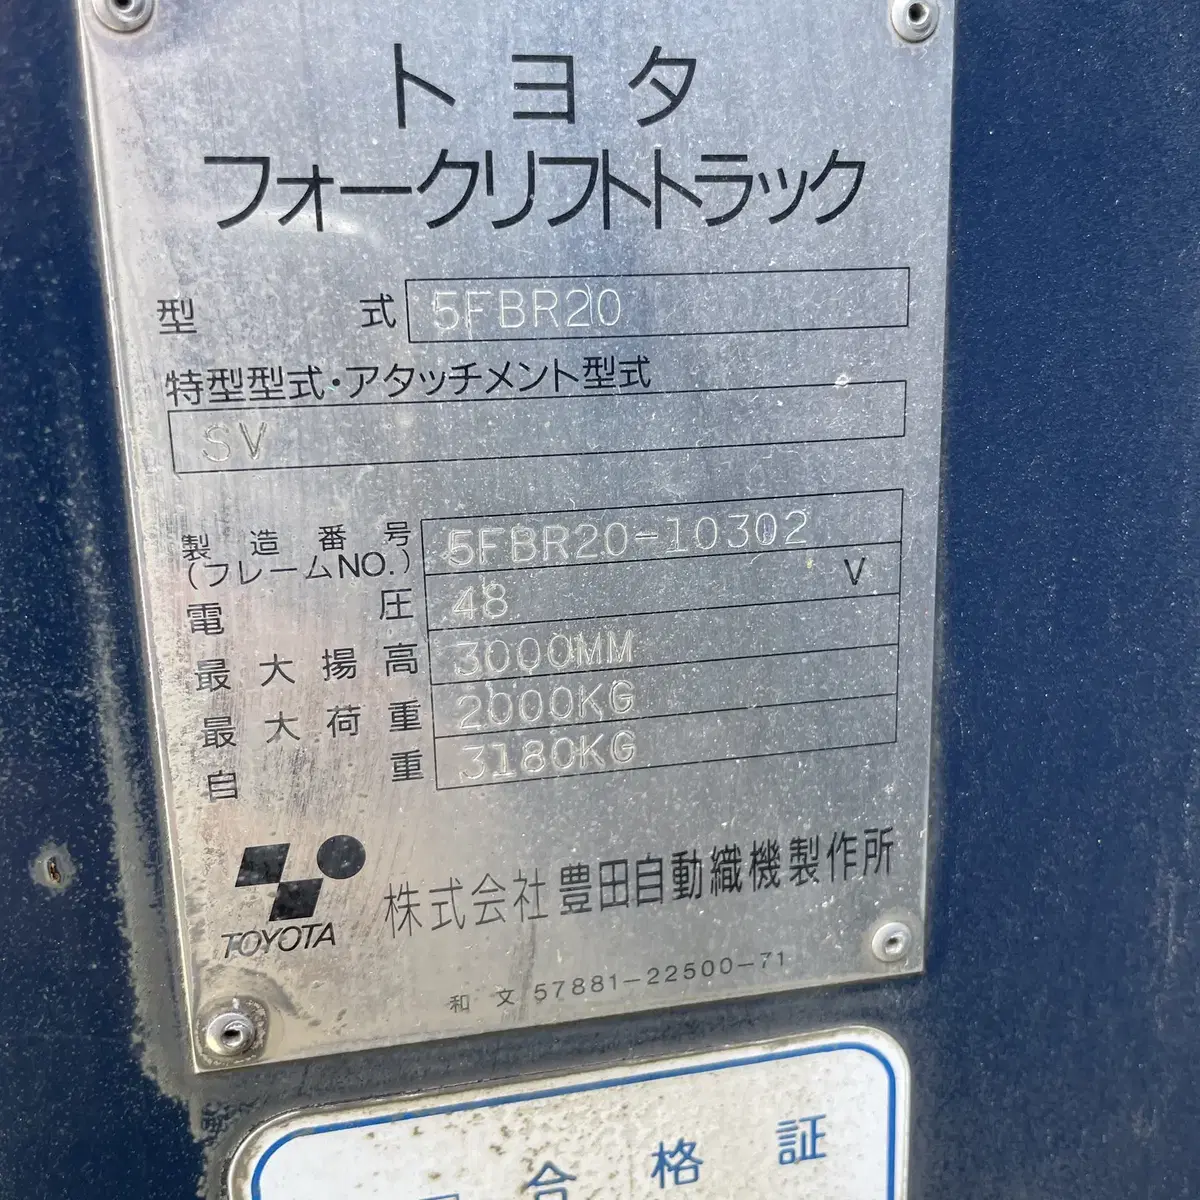 トヨタ
フォークリフトトラック
型式 5FBR20
特型型式・アタッチメント型式
SV
製造番号 5FBR20-10302
(フレームNO.)
電圧 48 V
最大揚高 3000MM
最大荷重 2000KG
自重 3180KG
TOYOTA 株式会社 豊田自動織機製作所
和文 57881-22500-71
合格証